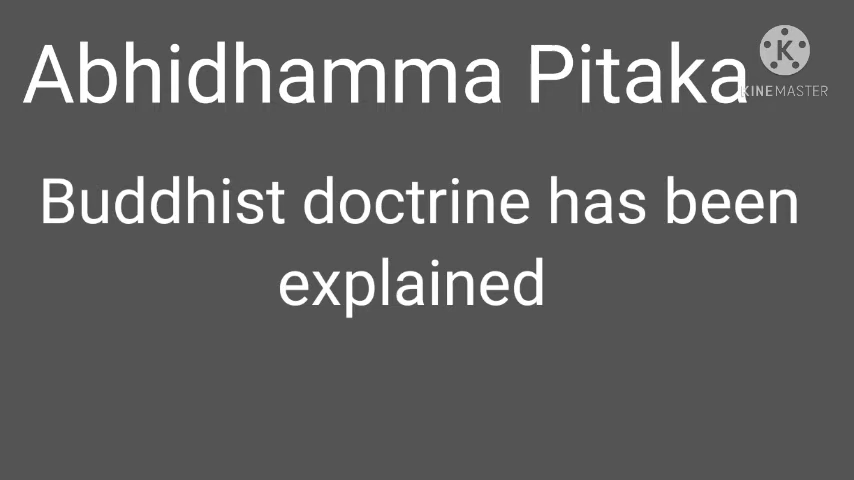 Abhidhamma Pitaka
K
KINEMASTER
Buddhist doctrine has been
explained